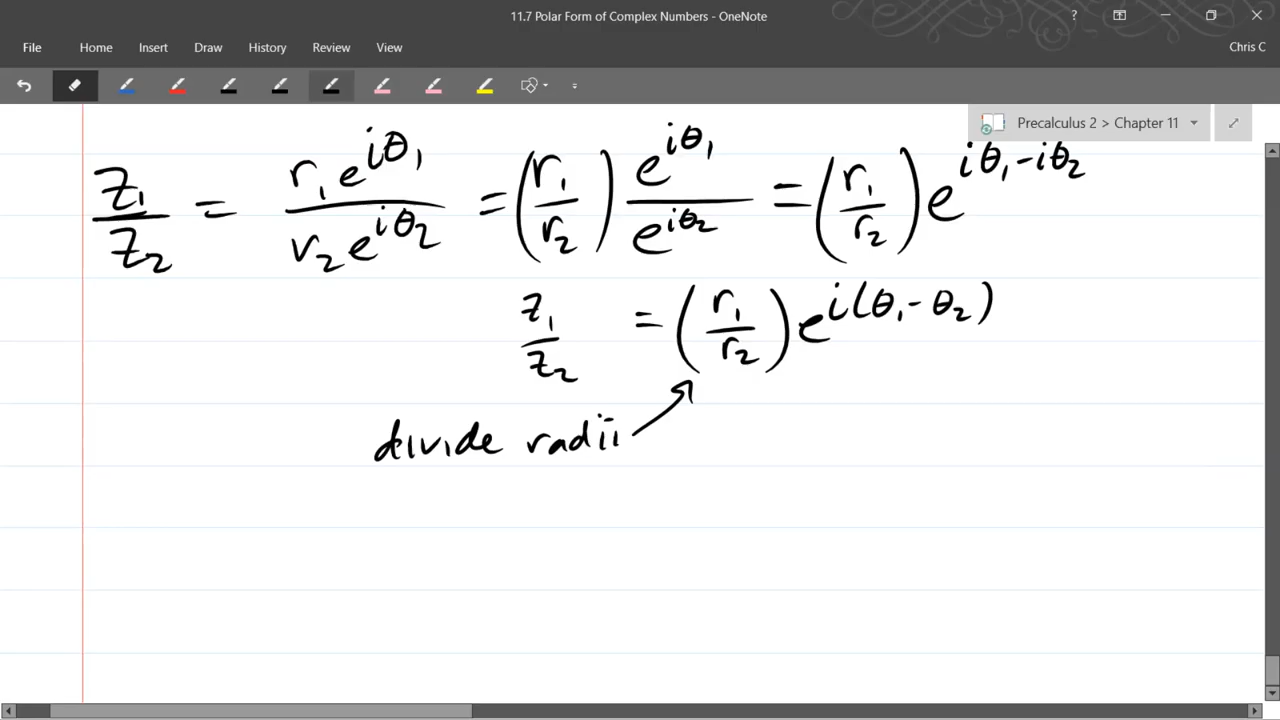 11.7 Polar Form of Complex Numbers - OneNote
?
File Home Insert Draw History Review View
Chris C
Precalculus 2 > Chapter 11
z₁/z₂ = r₁e^(iθ₁)/r₂e^(iθ₂) = (r₁/r₂) e^(iθ₁)/e^(iθ₂) = (r₁/r₂) e^(iθ₁-iθ₂)
z₁/z₂ = (r₁/r₂) e^(i(θ₁-θ₂))
divide radii